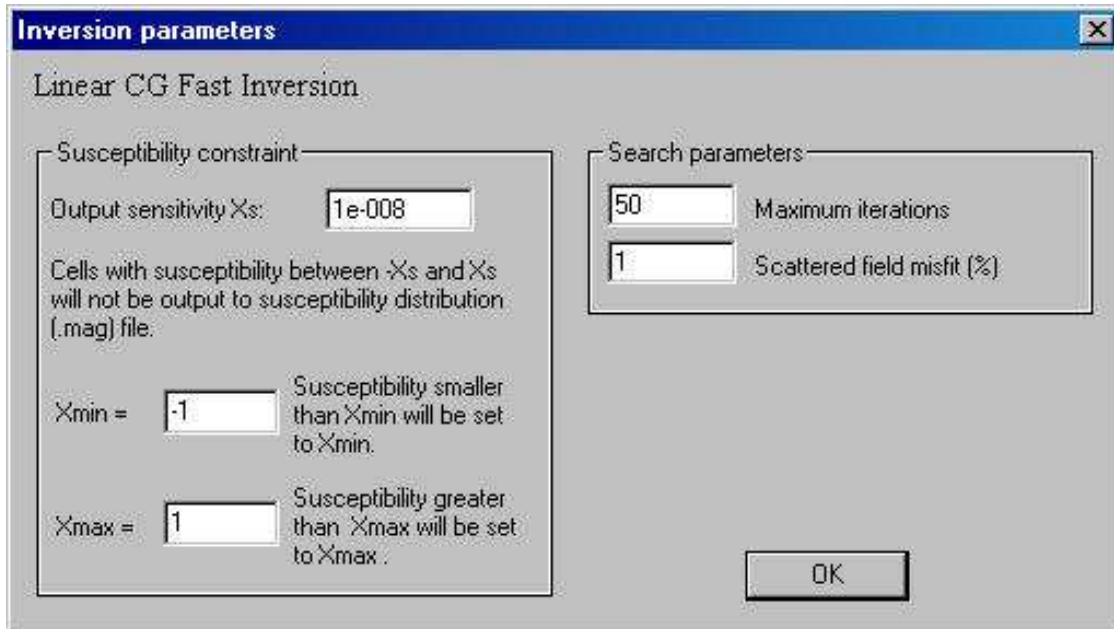 Inversion parameters
Linear CG Fast Inversion
Susceptibility constraint
Output sensitivity Xs: 1e-008
Cells with susceptibility between -Xs and Xs
will not be output to susceptibility distribution
(.mag) file.
Xmin = -1
Susceptibility smaller
than Xmin will be set
to Xmin.
Xmax = 1
Susceptibility greater
than Xmax will be set
to Xmax .
Search parameters
50 Maximum iterations
1 Scattered field misfit (%)
OK